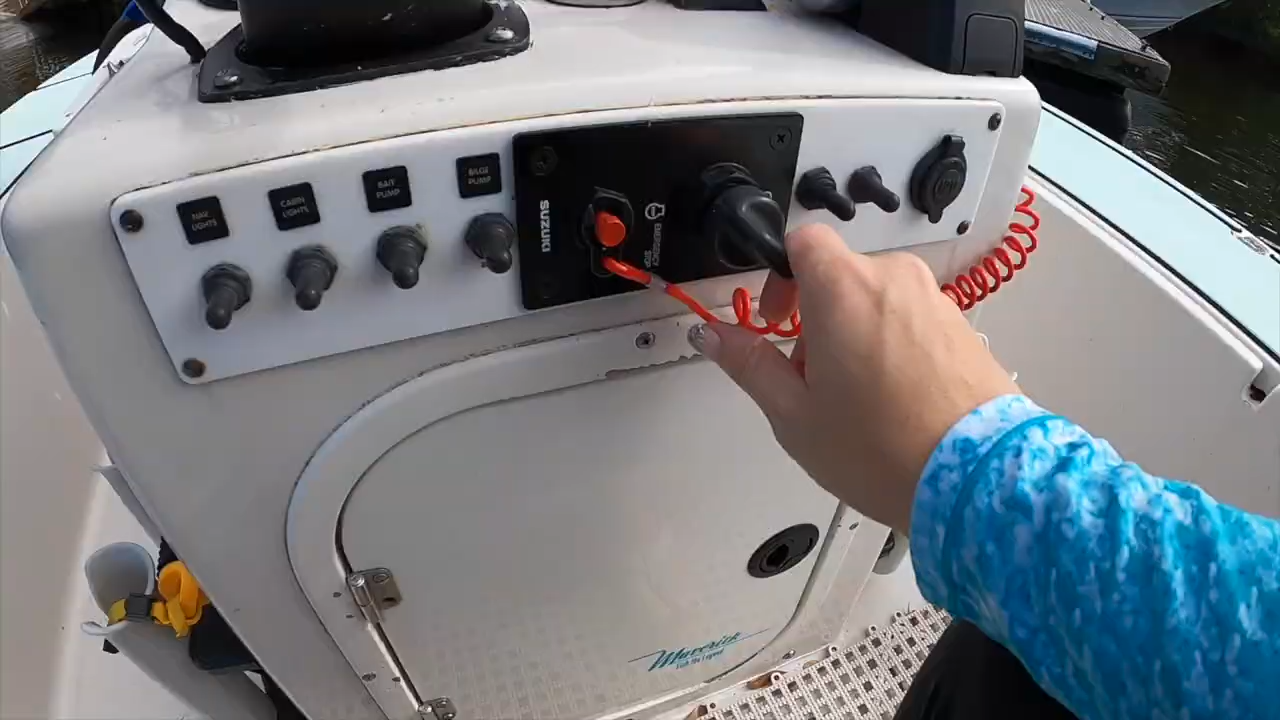 NAV
LIGHTS
CABIN
LIGHTS
BAIT
PUMP
BILGE
PUMP
SUZUKI
EMERGENCY
STOP
Maverick